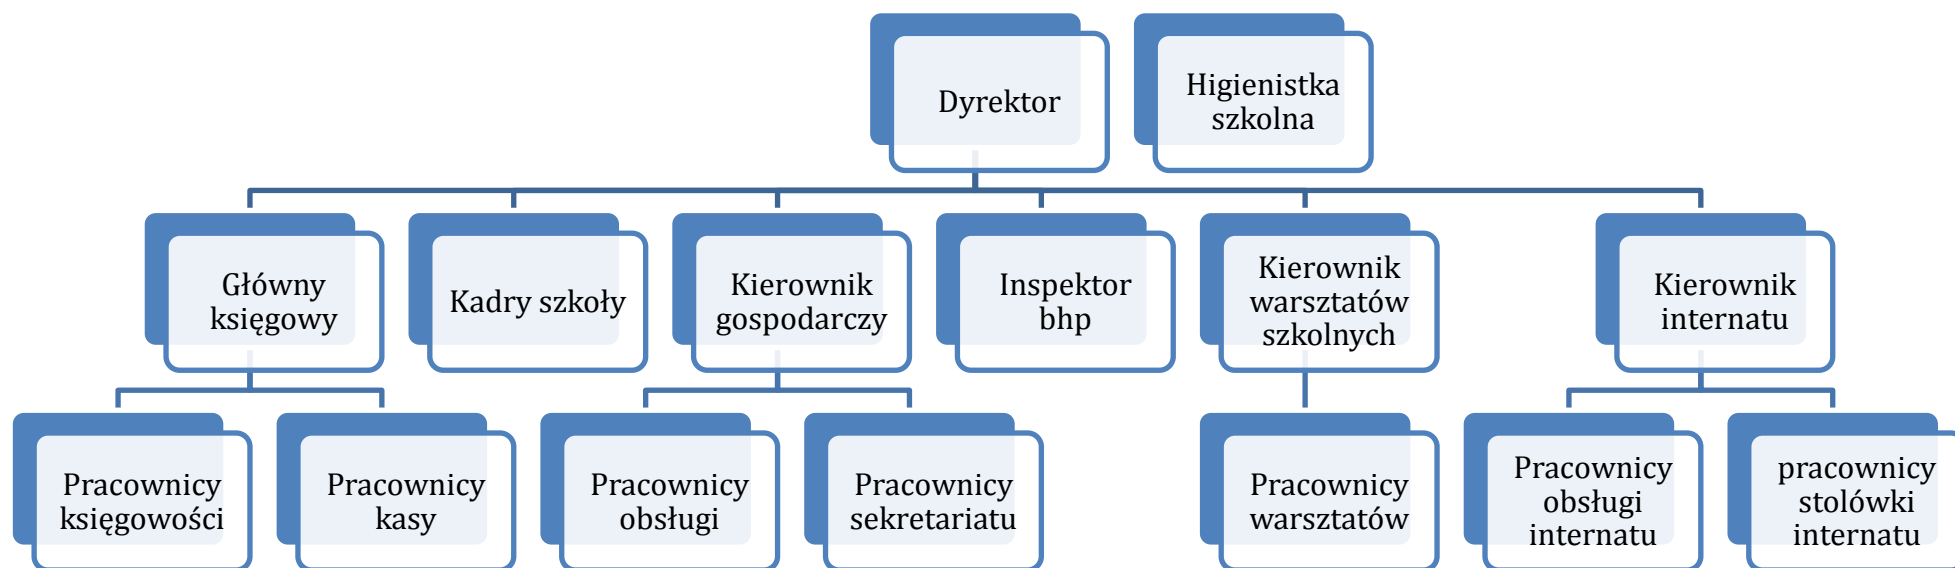 Dyrektor
Higienistka
szkolna
Główny
księgowy
Kadry szkoły
Kierownik
gospodarczy
Inspektor
bhp
Kierownik
warsztatów
szkolnych
Kierownik
internatu
Pracownicy
księgowości
Pracownicy
kasy
Pracownicy
obsługi
Pracownicy
sekretariatu
Pracownicy
warsztatów
Pracownicy
obsługi
internatu
pracownicy
stolówki
internatu